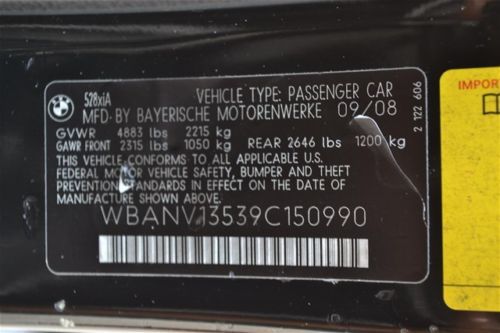 BMW
528xiA
VEHICLE TYPE: PASSENGER CAR
MFD. BY BAYERISCHE MOTORENWERKE 09/08
GVWR 4883 lbs 2215 kg
GAWR FRONT 2315 lbs 1050 kg REAR 2646 lbs 1200 kg
THIS VEHICLE CONFORMS TO ALL APPLICABLE U.S.
FEDERAL MOTOR VEHICLE SAFETY, BUMPER AND THEFT
PREVENTION STANDARDS IN EFFECT ON THE DATE OF
MANUFACTURE SHOWN ABOVE.
WBANV13539C150990
2 122 606
IMPORTA